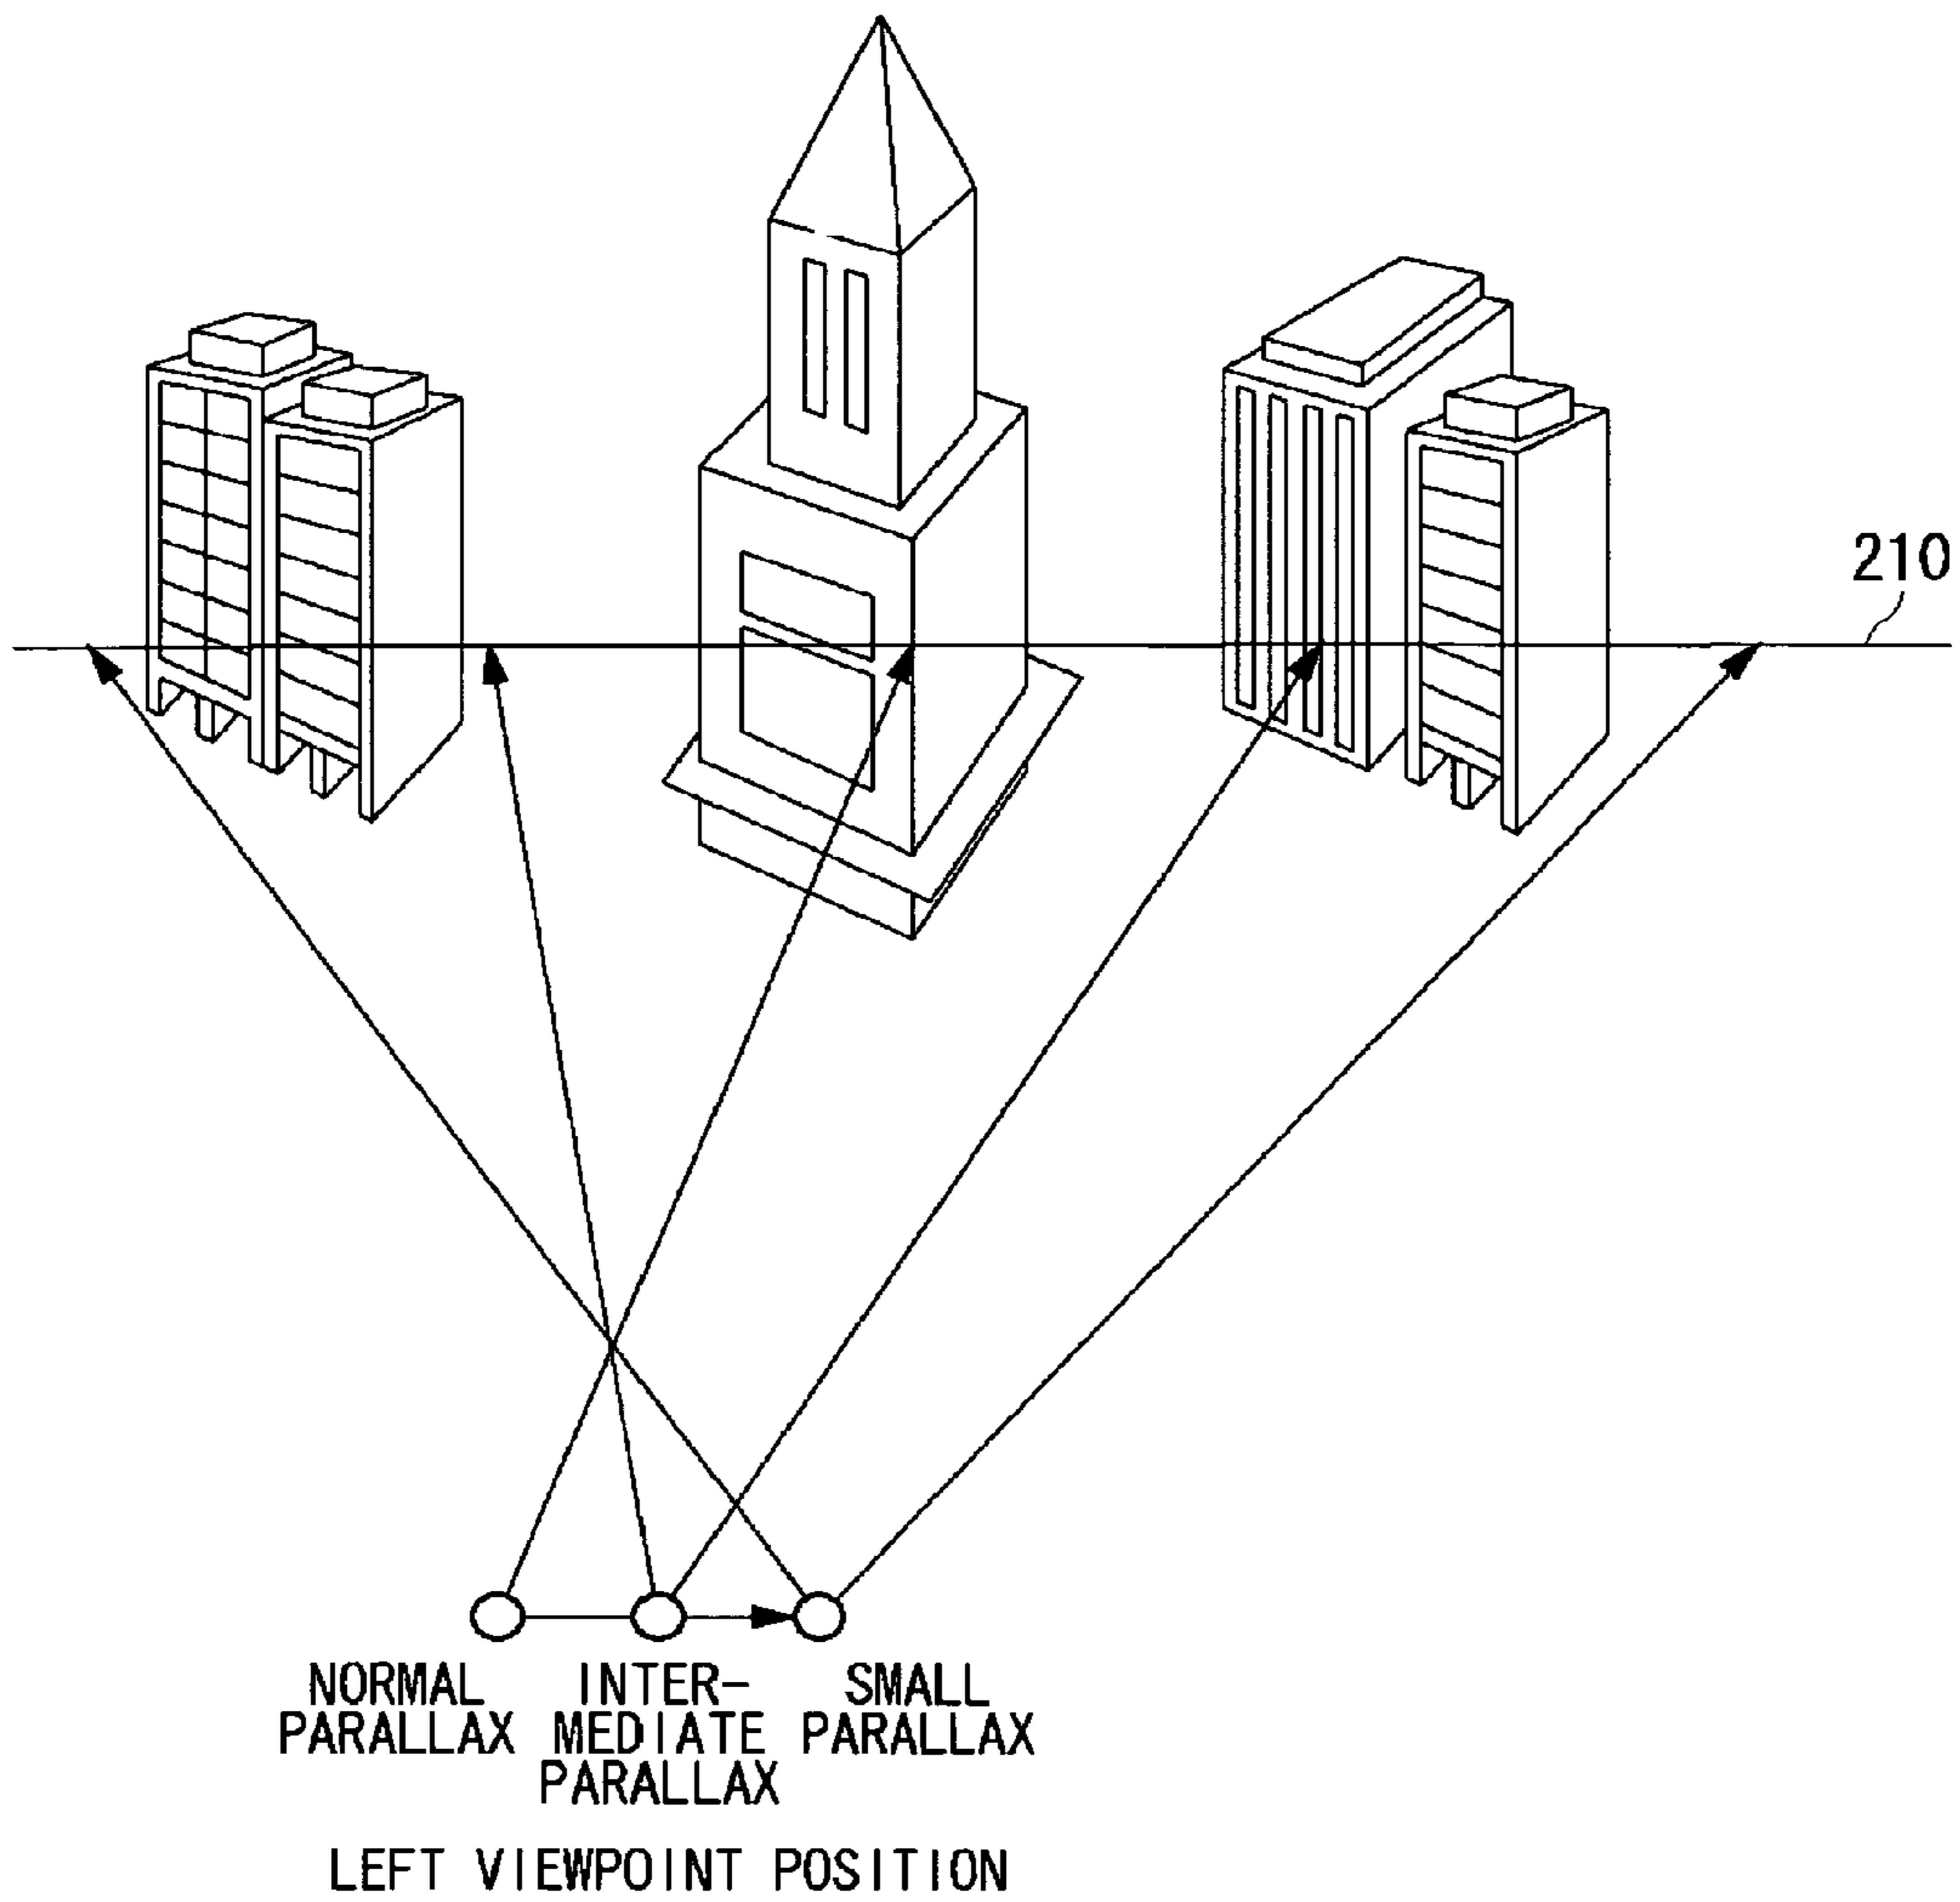 210
NORMAL INTER- SMALL
PARALLAX MEDIATE PARALLAX
PARALLAX
LEFT VIEWPOINT POSITION